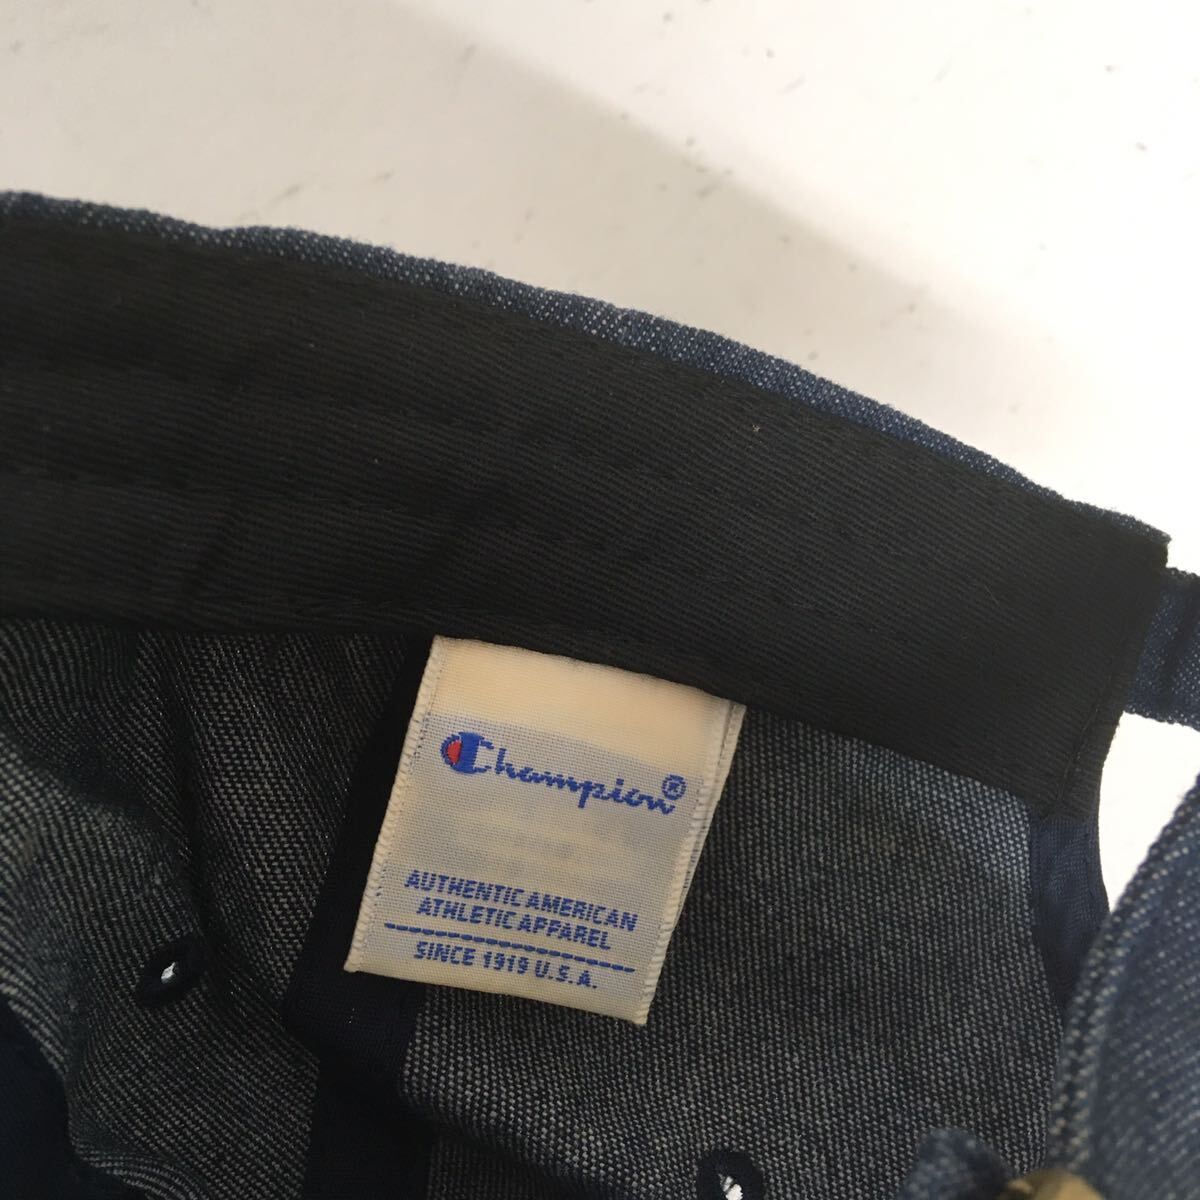 Champion®
AUTHENTIC AMERICAN
ATHLETIC APPAREL
SINCE 1919 U.S.A.